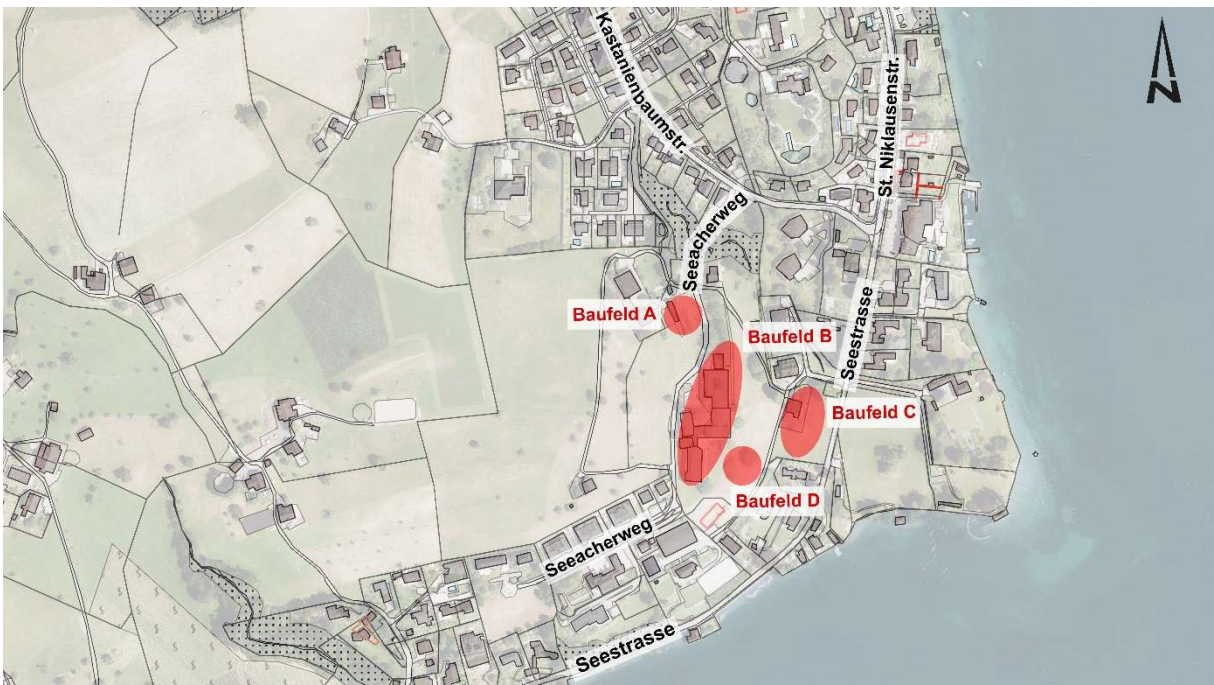 Kastanienbaumstr.
St. Niklausenstr.
N
Seeacherweg
Baufeld A
Baufeld B
Seestrasse
Baufeld C
Baufeld D
Seeacherweg
Seestrasse